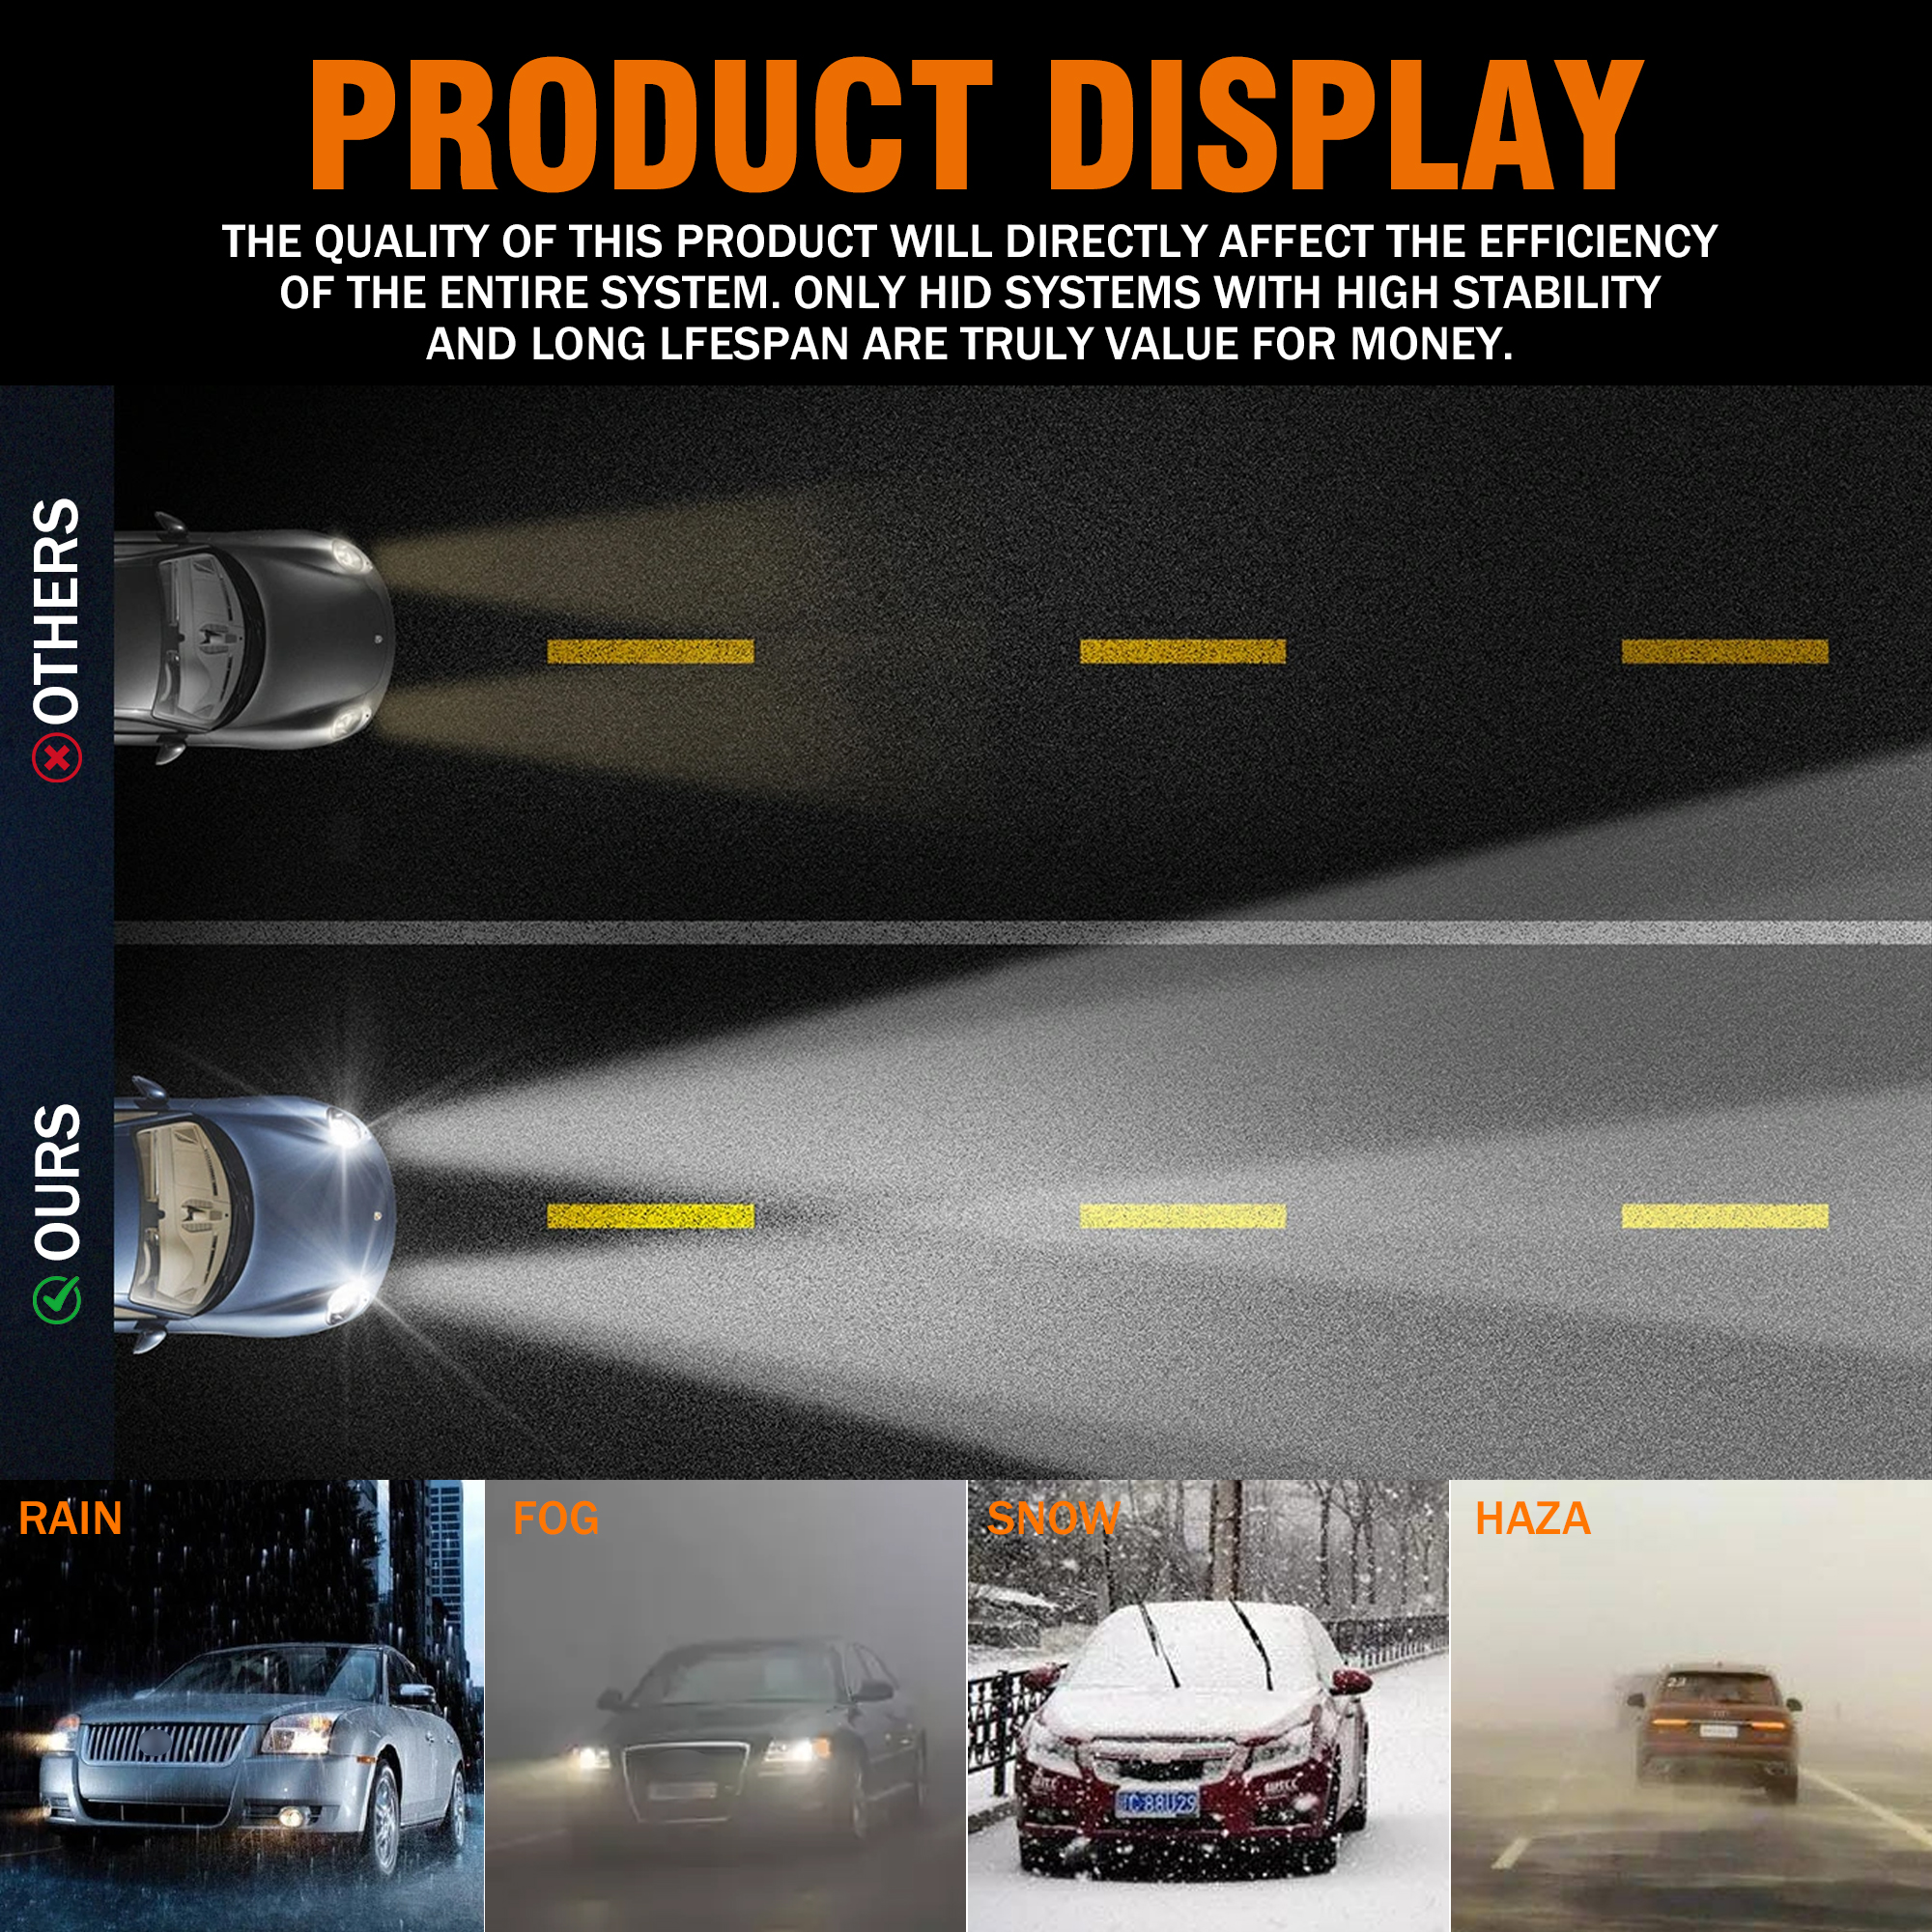 PRODUCT DISPLAY
THE QUALITY OF THIS PRODUCT WILL DIRECTLY AFFECT THE EFFICIENCY
OF THE ENTIRE SYSTEM. ONLY HID SYSTEMS WITH HIGH STABILITY
AND LONG LFESPAN ARE TRULY VALUE FOR MONEY.
OTHERS
OURS
RAIN
FOG
SNOW
HAZA
23